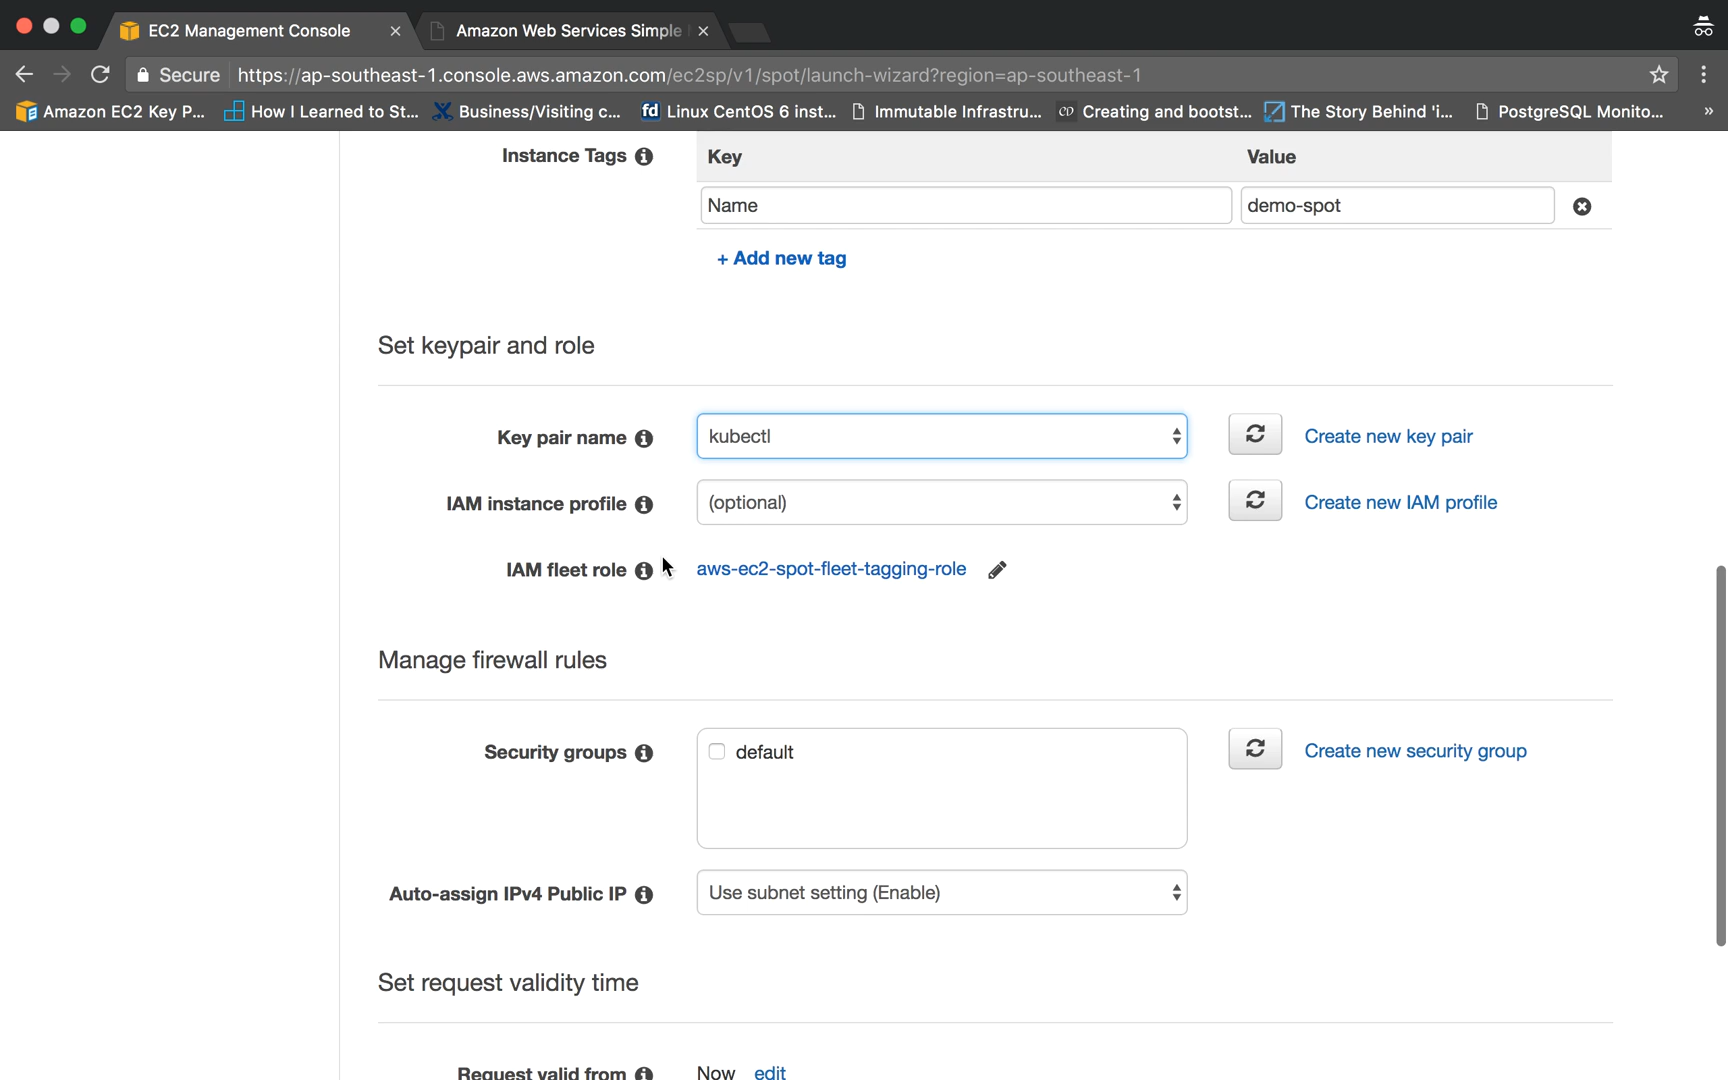 EC2 Management Console
Amazon Web Services Simple
Secure https://ap-southeast-1.console.aws.amazon.com/ec2sp/v1/spot/launch-wizard?region=ap-southeast-1
Amazon EC2 Key P... How I Learned to St... Business/Visiting c... fd Linux CentOS 6 inst... Immutable Infrastru... Creating and bootst... The Story Behind 'i... PostgreSQL Monito... »
Instance Tags Key Value
Name demo-spot
+ Add new tag
Set keypair and role
Key pair name kubectl Create new key pair
IAM instance profile (optional) Create new IAM profile
IAM fleet role aws-ec2-spot-fleet-tagging-role
Manage firewall rules
Security groups default Create new security group
Auto-assign IPv4 Public IP Use subnet setting (Enable)
Set request validity time
Request valid from Now edit